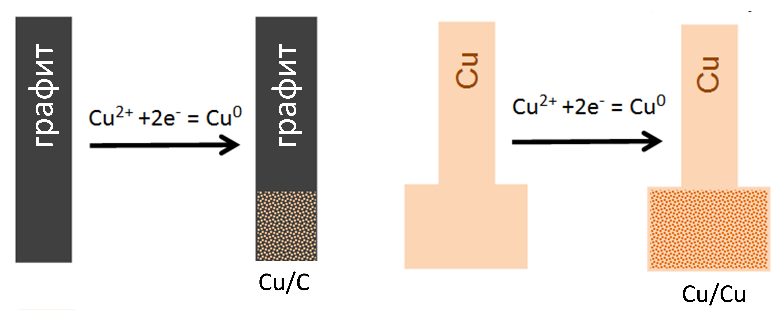 графит
Cu²⁺ +2e⁻ = Cu⁰
графит
Cu/C
Cu
Cu²⁺ +2e⁻ = Cu⁰
Cu
Cu/Cu